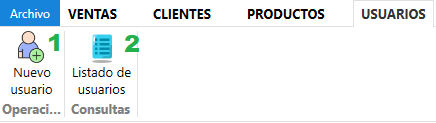 Archivo VENTAS CLIENTES PRODUCTOS USUARIOS
1 2
Nuevo usuario Listado de usuarios
Operaci... Consultas